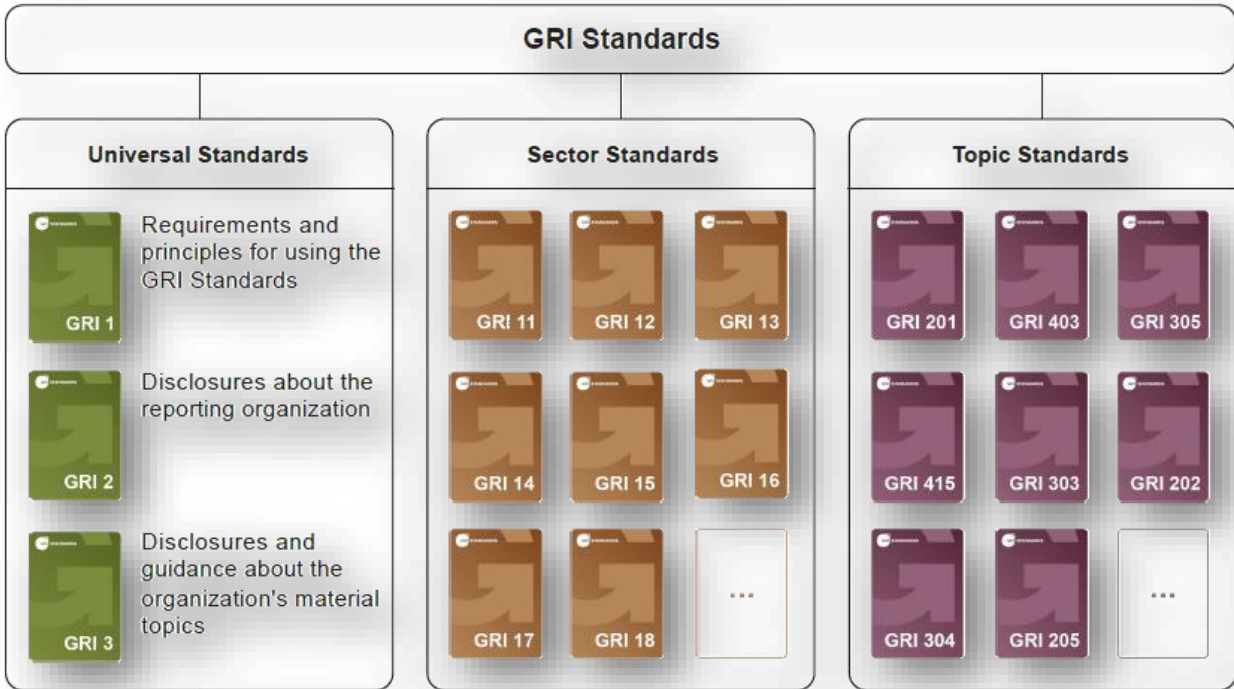 GRI Standards
Universal Standards
GRI 1
Requirements and
principles for using the
GRI Standards
GRI 2
Disclosures about the
reporting organization
GRI 3
Disclosures and
guidance about the
organization's material
topics
Sector Standards
GRI 11
GRI 12
GRI 13
GRI 14
GRI 15
GRI 16
GRI 17
GRI 18
...
Topic Standards
GRI 201
GRI 403
GRI 305
GRI 415
GRI 303
GRI 202
GRI 304
GRI 205
...